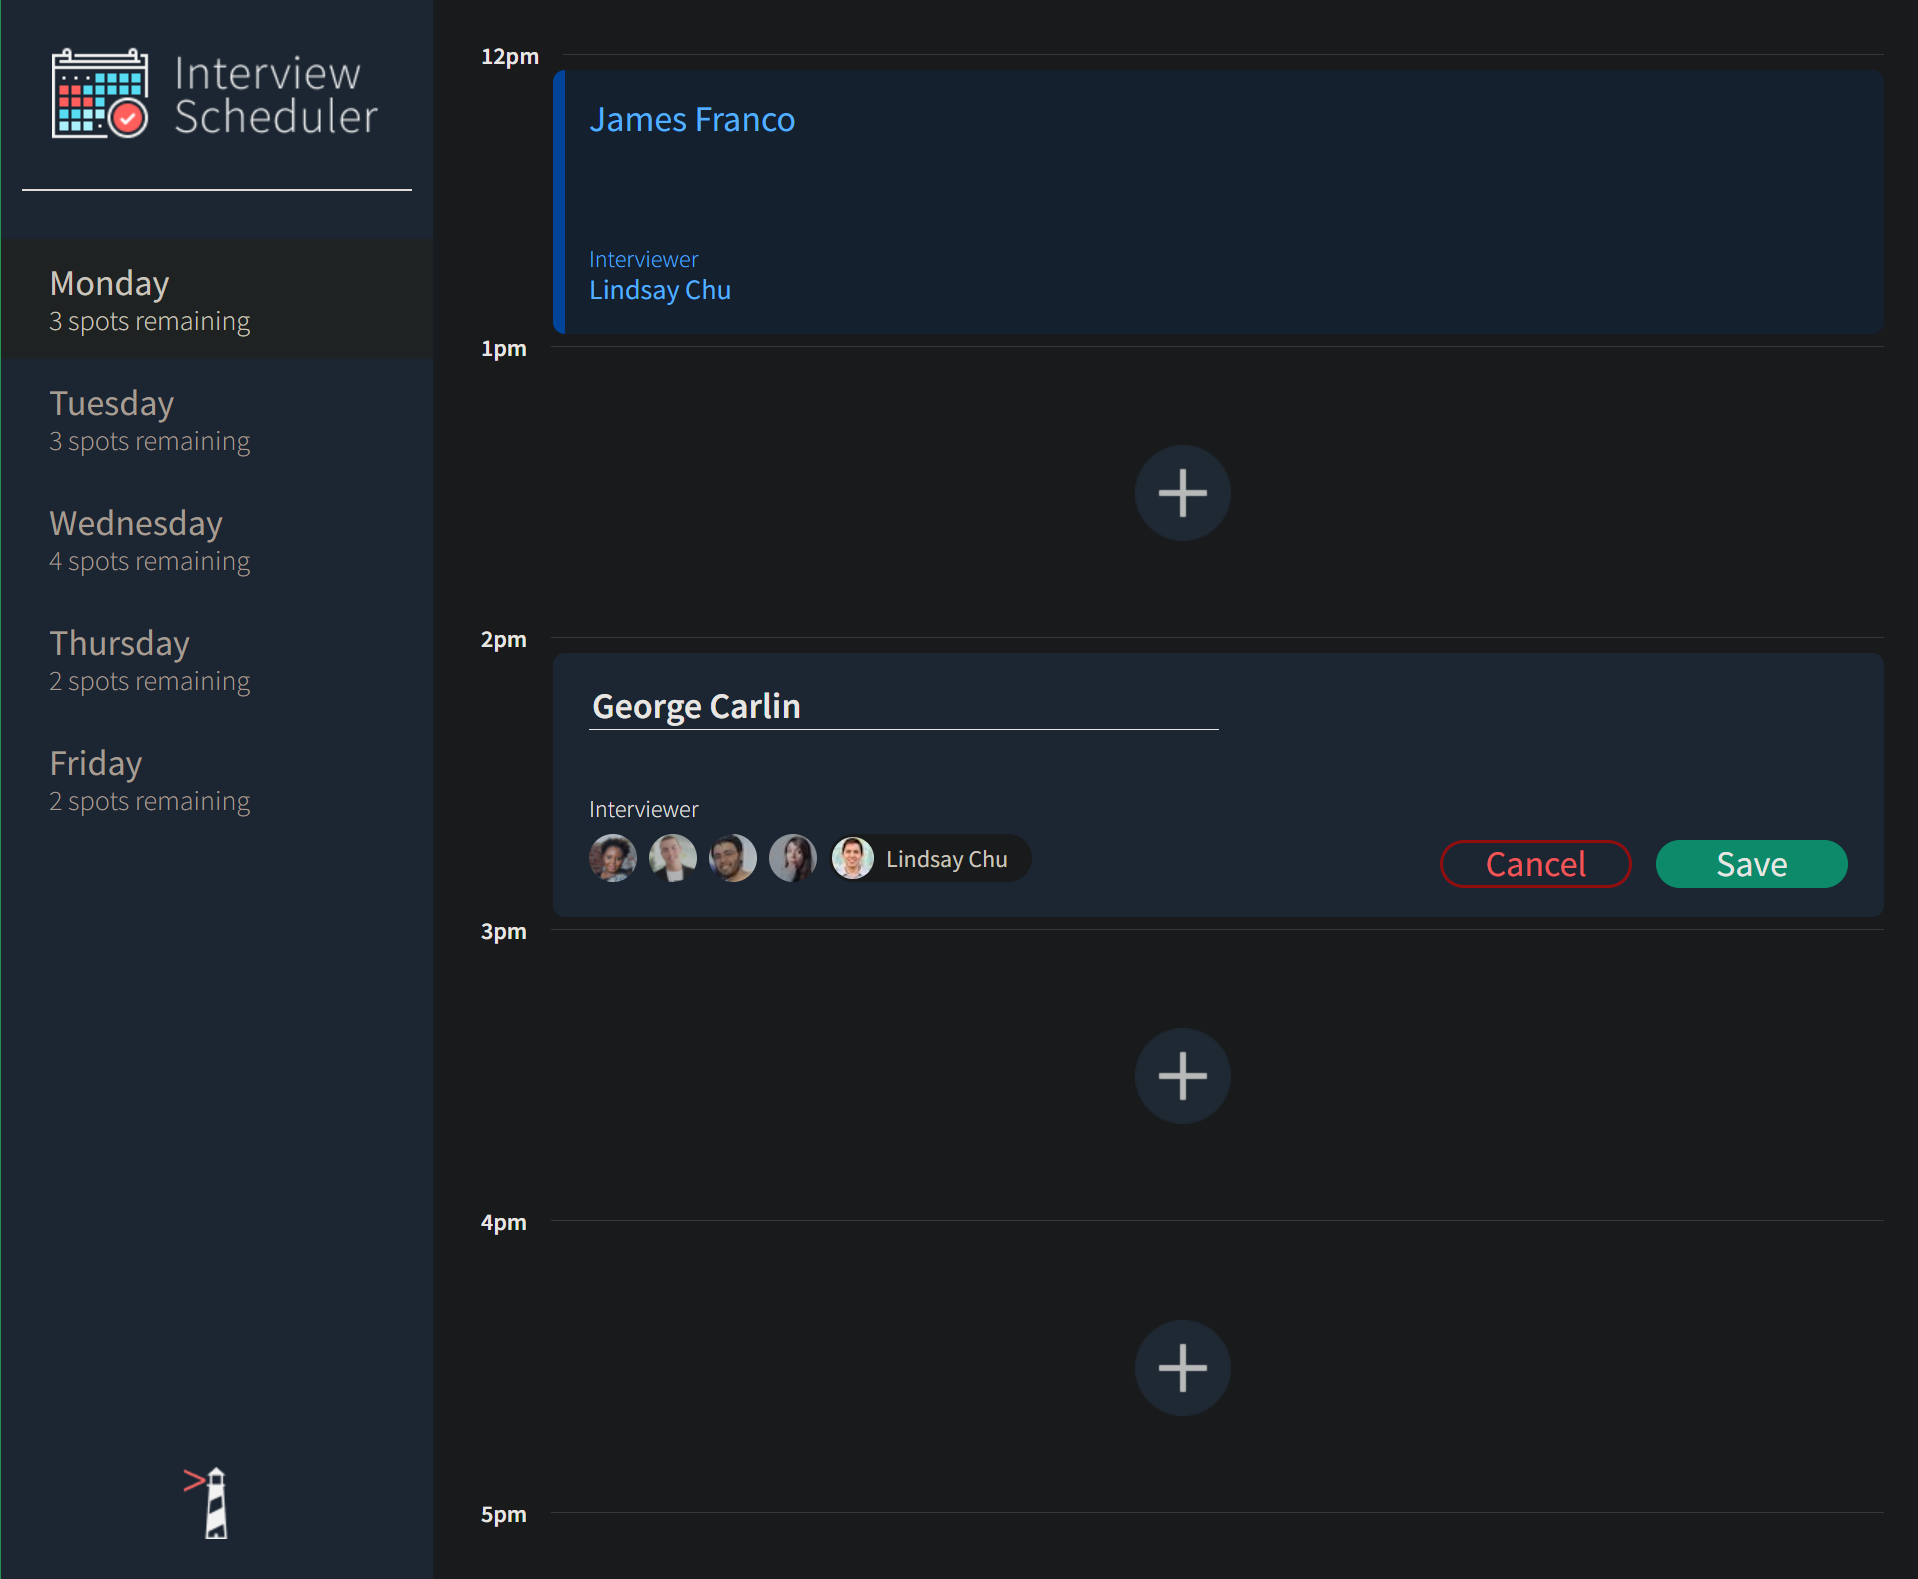 Interview
Scheduler
Monday
3 spots remaining
Tuesday
3 spots remaining
Wednesday
4 spots remaining
Thursday
2 spots remaining
Friday
2 spots remaining
12pm
James Franco
Interviewer
Lindsay Chu
1pm
2pm
George Carlin
Interviewer
Lindsay Chu
Cancel
Save
3pm
4pm
5pm